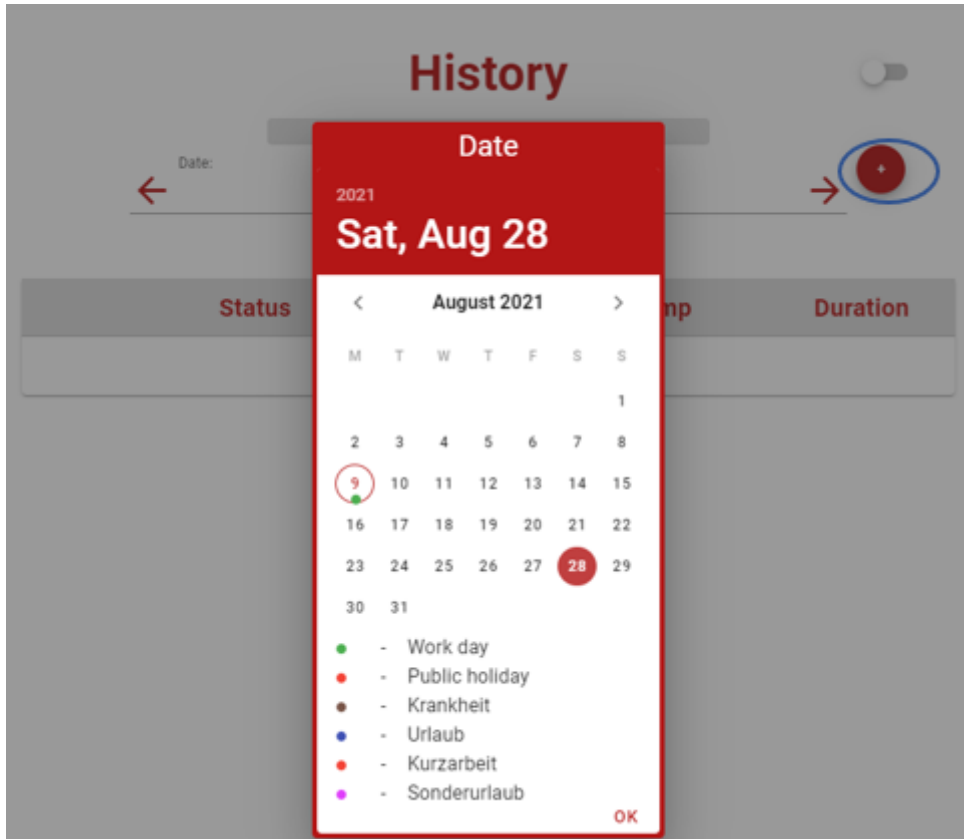 History
Date
Date:
+
2021
Sat, Aug 28
Status
mp
Duration
August 2021
M T W T F S S
1
2 3 4 5 6 7 8
9 10 11 12 13 14 15
16 17 18 19 20 21 22
23 24 25 26 27 28 29
30 31
- Work day
- Public holiday
- Krankheit
- Urlaub
- Kurzarbeit
- Sonderurlaub
OK